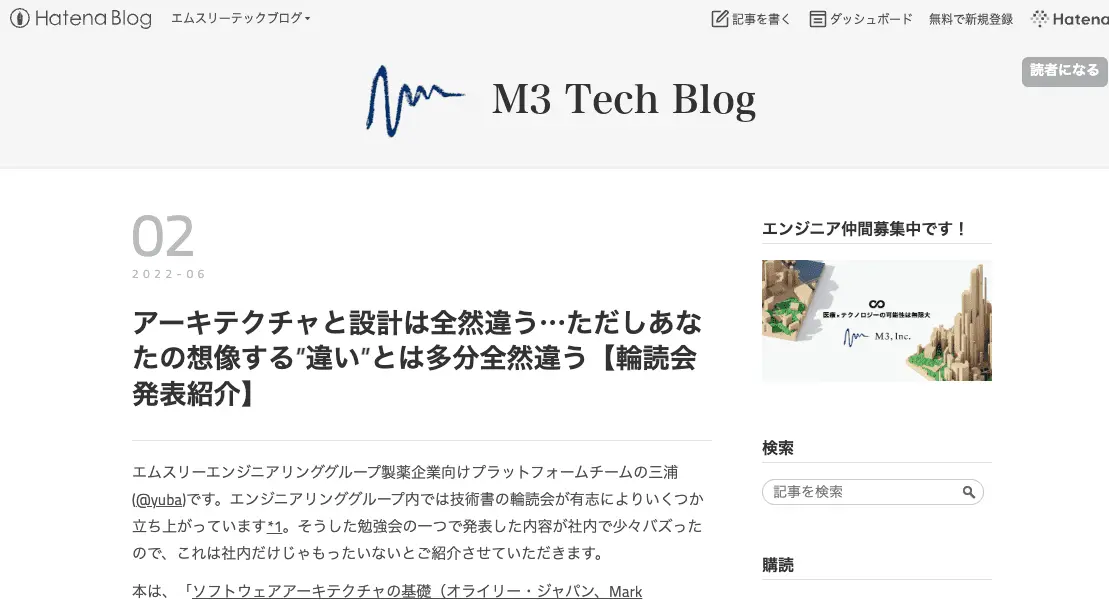 Hatena Blog
エムスリーテックブログ
記事を書く
ダッシュボード
無料で新規登録
Hatena
読者になる
M3 Tech Blog
02
2022-06
アーキテクチャと設計は全然違う…ただしあな
たの想像する"違い"とは多分全然違う【輪読会
発表紹介】
エムスリーエンジニアリンググループ製薬企業向けプラットフォームチームの三浦
(@yuba)です。エンジニアリンググループ内では技術書の輪読会が有志によりいくつか
立ち上がっています*1。そうした勉強会の一つで発表した内容が社内で少々バズった
ので、これは社内だけじゃもったいないとご紹介させていただきます。
本は、「ソフトウェアアーキテクチャの基礎（オライリー・ジャパン、Mark
エンジニア仲間募集中です！
医療×テクノロジーの可能性は無限大
M3, Inc.
検索
記事を検索
購読